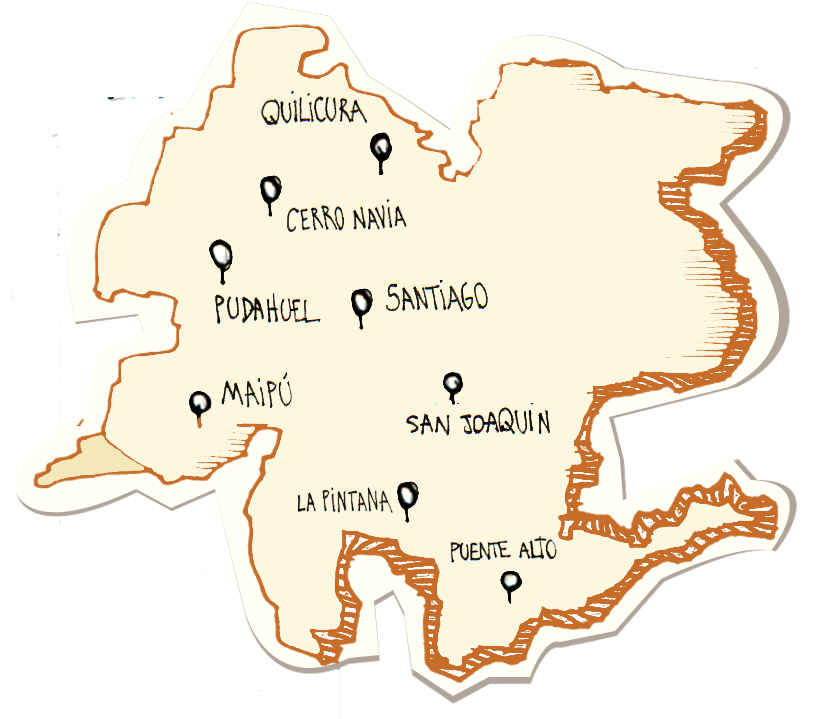 QUILICURA
CERRO NAVIA
PUDAHUEL
SANTIAGO
MAIPÚ
SAN JOAQUIN
LA PINTANA
PUENTE ALTO